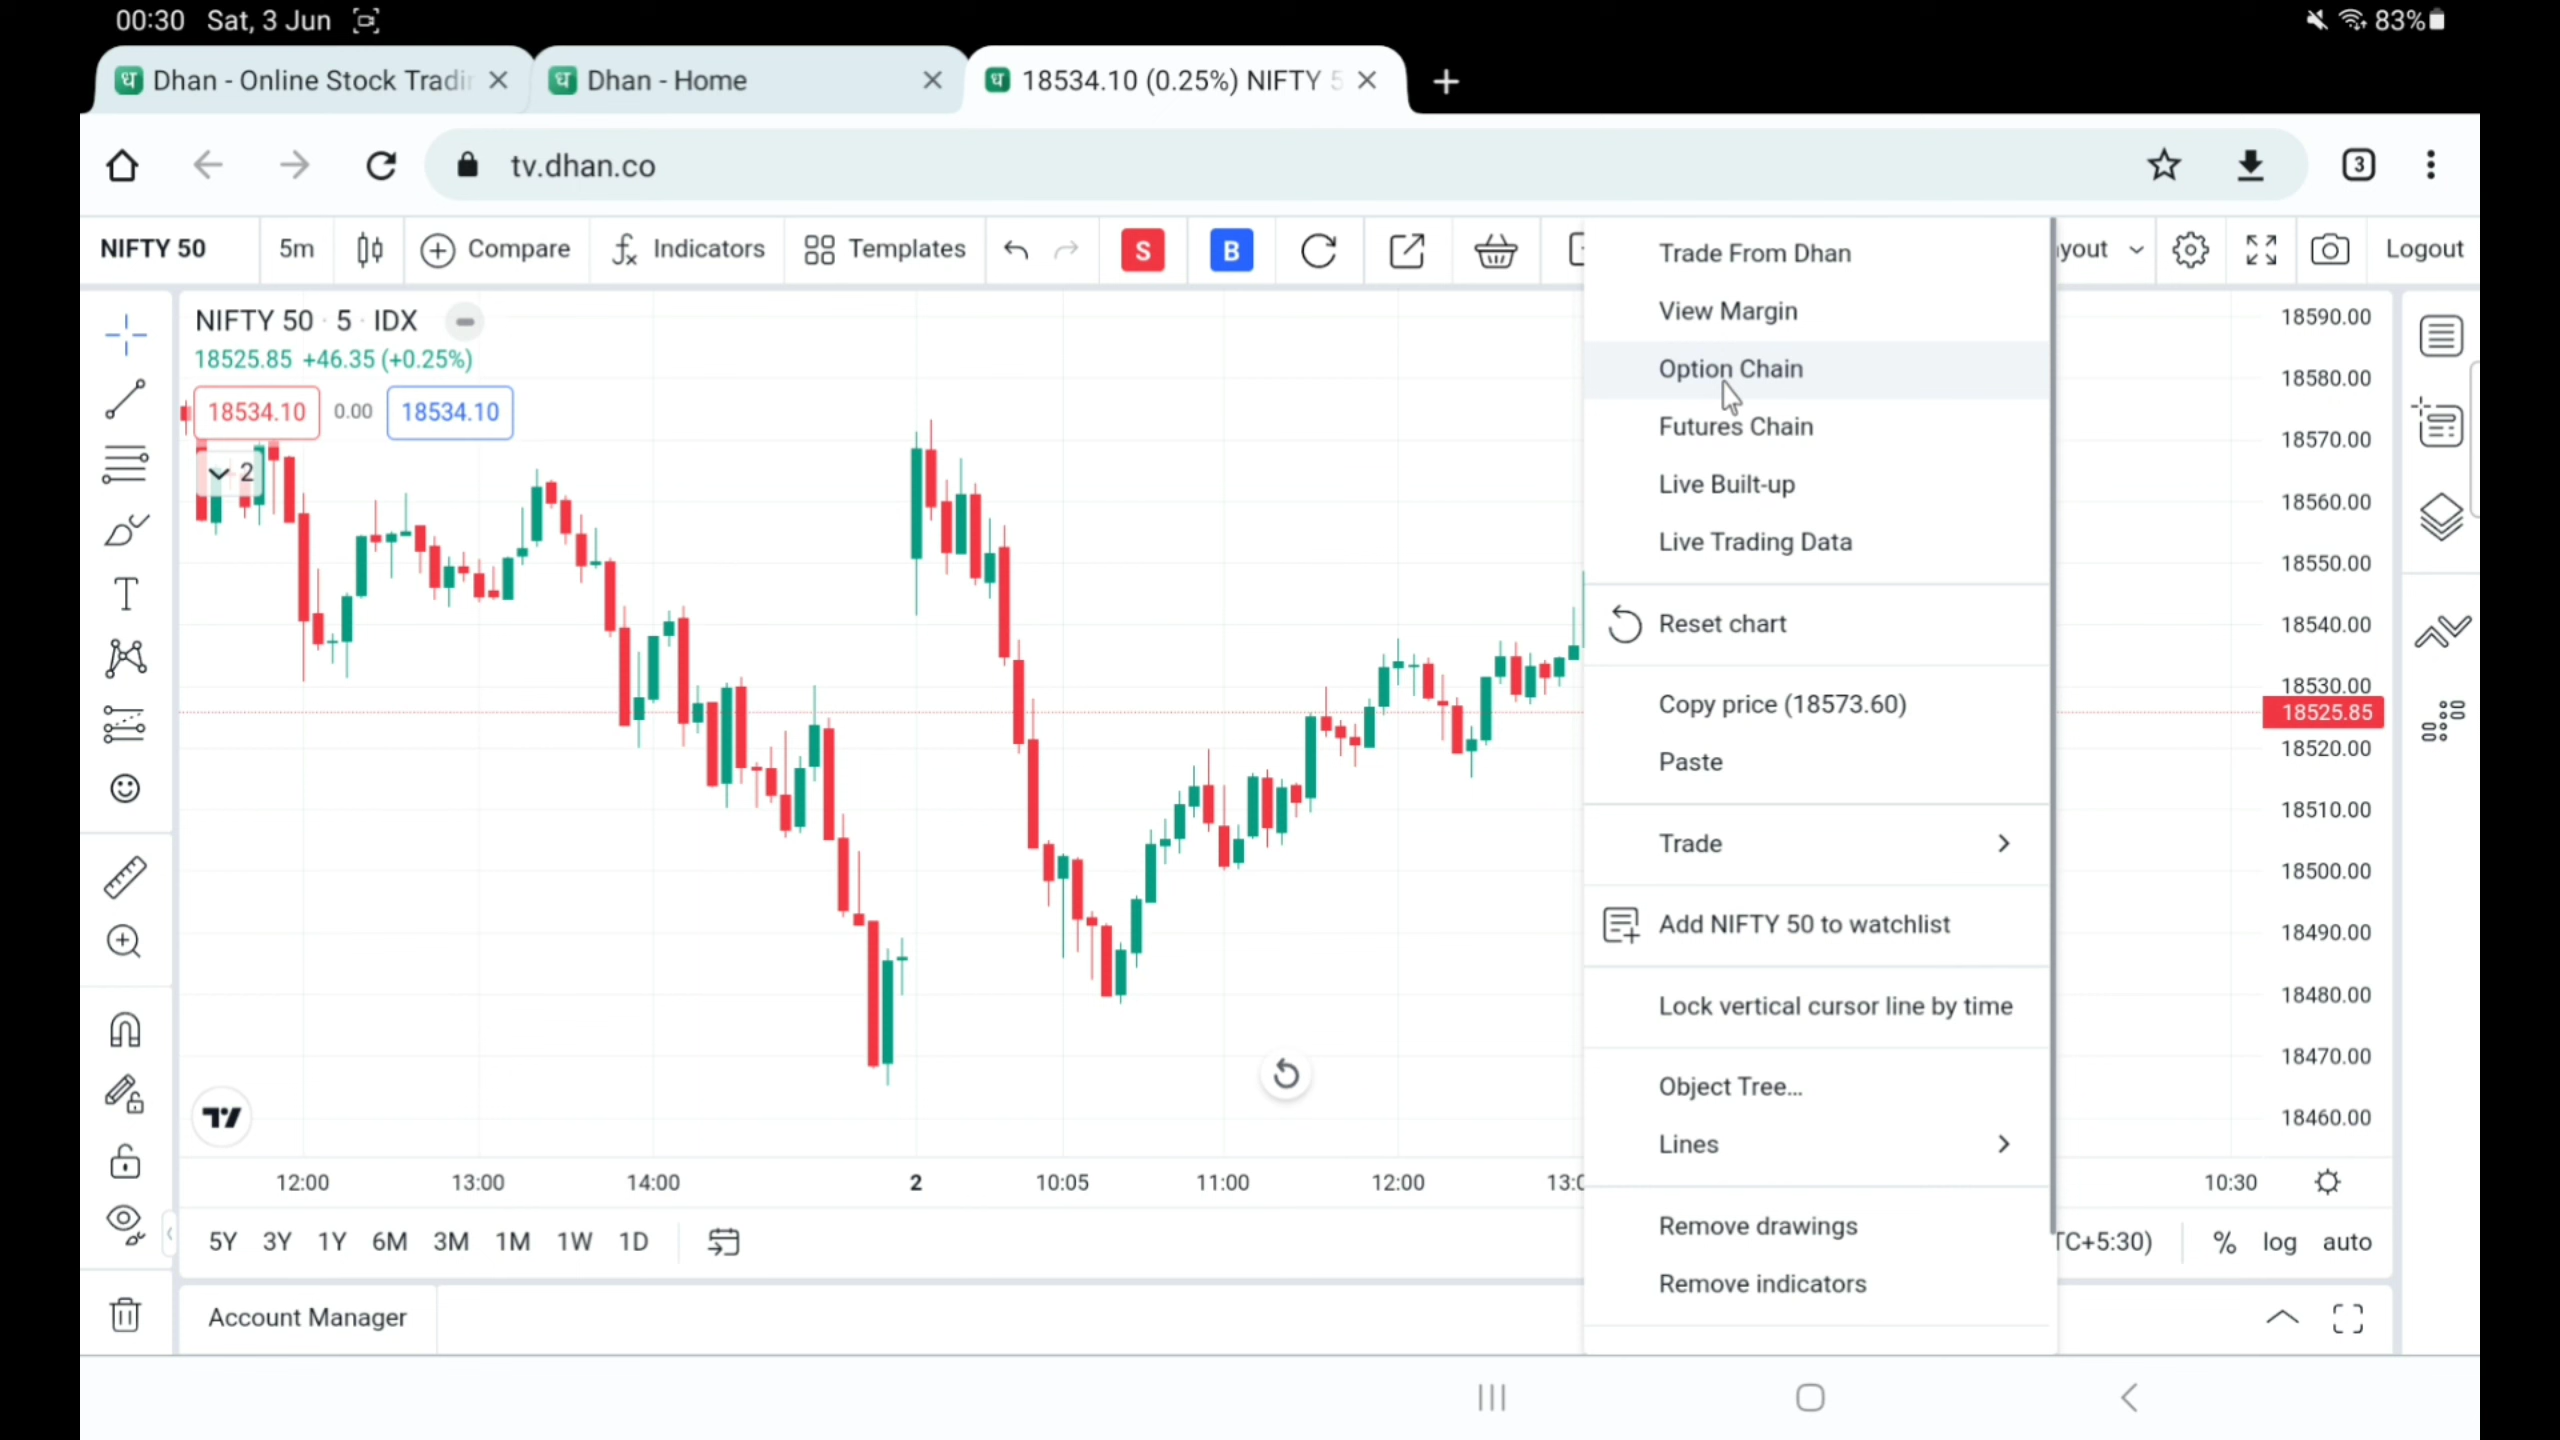 00:30 Sat, 3 Jun 83%
Dhan - Online Stock Tradi
Dhan - Home
18534.10 (0.25%) NIFTY 5
tv.dhan.co
3
NIFTY 50 5m Compare Indicators Templates S B yout Logout
NIFTY 50 · 5 · IDX
18525.85 +46.35 (+0.25%)
18534.10 0.00 18534.10
2
Trade From Dhan
View Margin
Option Chain
Futures Chain
Live Built-up
Live Trading Data
Reset chart
Copy price (18573.60)
Paste
Trade
Add NIFTY 50 to watchlist
Lock vertical cursor line by time
Object Tree...
Lines
Remove drawings
Remove indicators
18590.00
18580.00
18570.00
18560.00
18550.00
18540.00
18530.00
18525.85
18520.00
18510.00
18500.00
18490.00
18480.00
18470.00
18460.00
12:00 13:00 14:00 2 10:05 11:00 12:00 13:0 10:30
5Y 3Y 1Y 6M 3M 1M 1W 1D TC+5:30) % log auto
Account Manager